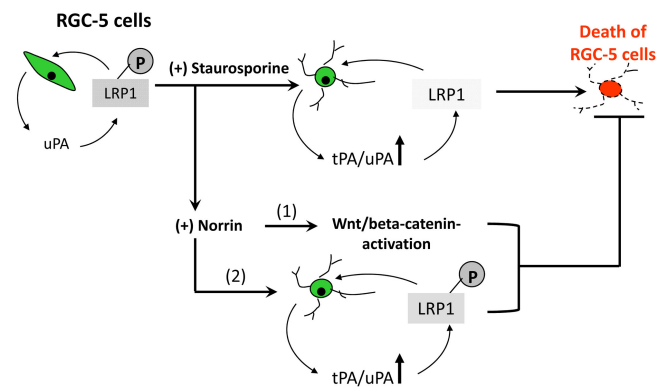 RGC-5 cells
P
LRP1
uPA
(+) Staurosporine
LRP1
tPA/uPA
Death of
RGC-5 cells
(+) Norrin
(1)
Wnt/beta-catenin-
activation
(2)
P
LRP1
tPA/uPA